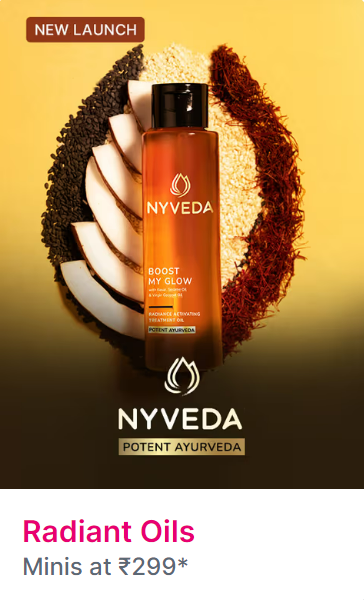 NEW LAUNCH
NYVEDA
BOOST
MY GLOW
RADIANCE ACTIVATING
TREATMENT OIL
POTENT AYURVEDA
NYVEDA
POTENT AYURVEDA
Radiant Oils
Minis at ₹299*